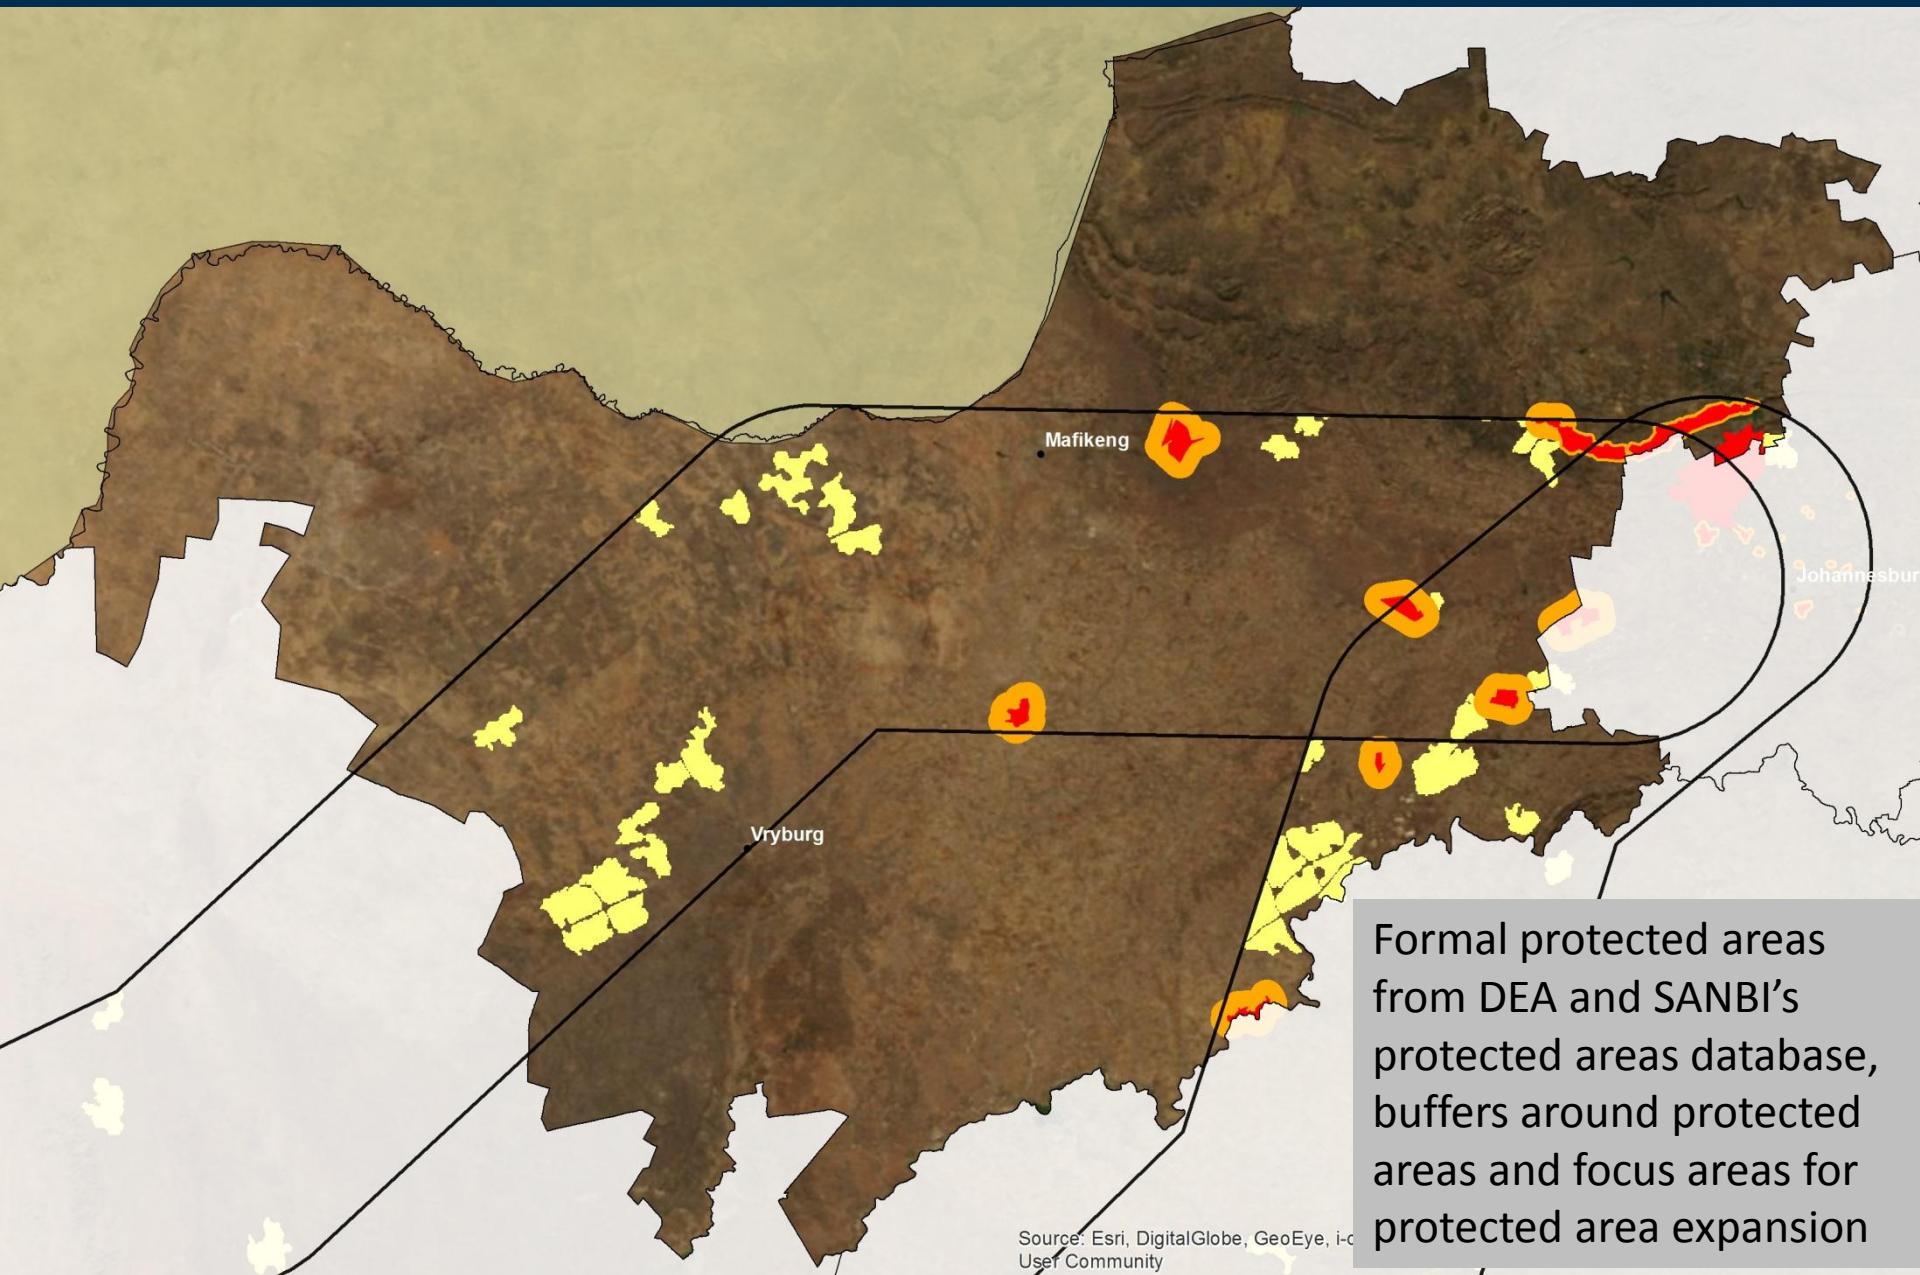 Mafikeng
Vryburg
Formal protected areas
from DEA and SANBI’s
protected areas database,
buffers around protected
areas and focus areas for
protected area expansion
Source: Esri, DigitalGlobe, GeoEye,
User Community